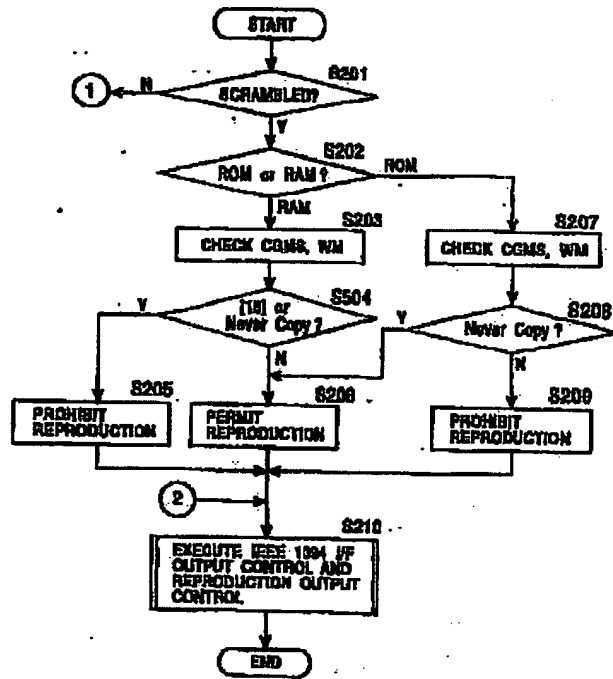 START
S201
SCRAMBLED?
N
1
Y
S202
ROM or RAM?
ROM
RAM
S203
CHECK CGMS, WM
S207
CHECK CGMS, WM
S504
or
Never Copy?
Y
N
S208
Never Copy?
Y
N
S205
PROHIBIT
REPRODUCTION
PERMIT
REPRODUCTION
S209
PROHIBIT
REPRODUCTION
2
S210
EXECUTE IEEE 1394 I/F
OUTPUT CONTROL AND
REPRODUCTION OUTPUT
CONTROL
END